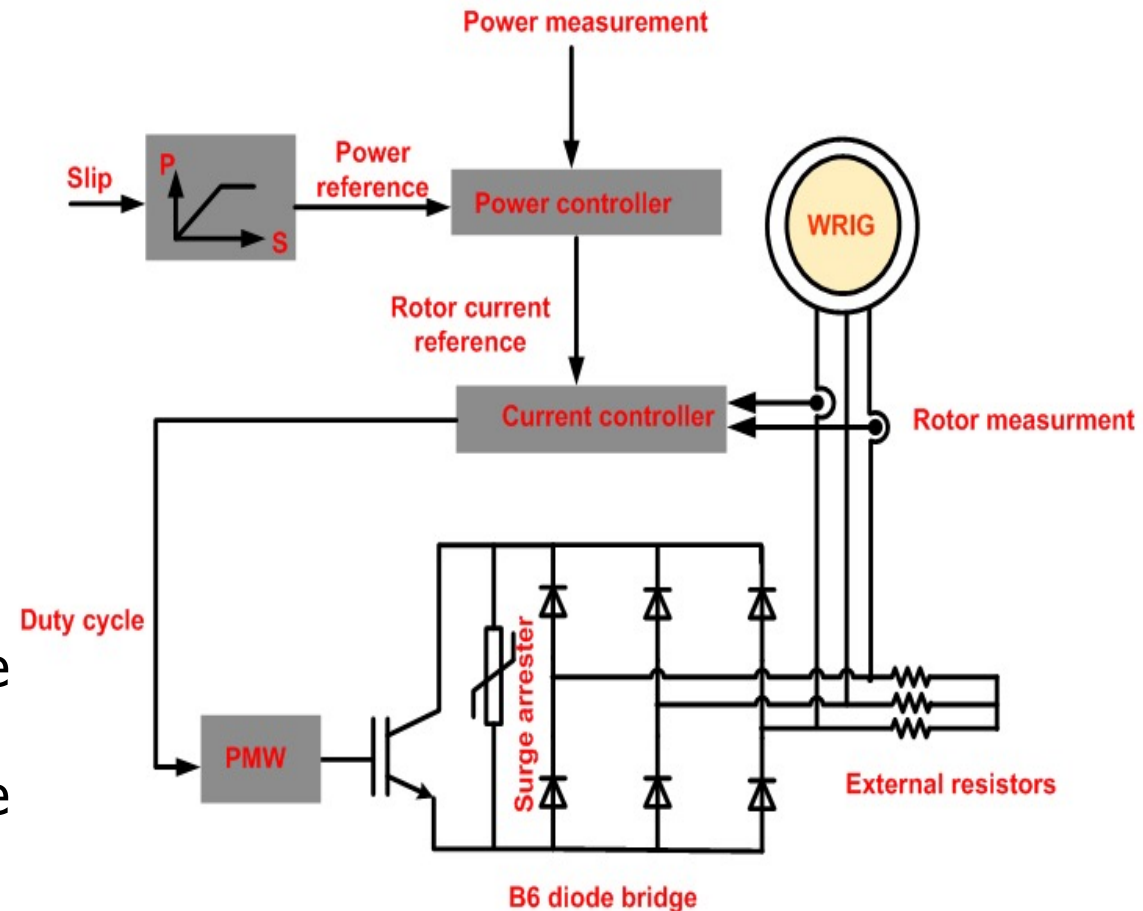 Power measurement
Slip
P
S
Power
reference
Power controller
WRIG
Rotor current
reference
Current controller
Rotor measurment
Duty cycle
e
e
PMW
Surge arrester
External resistors
B6 diode bridge